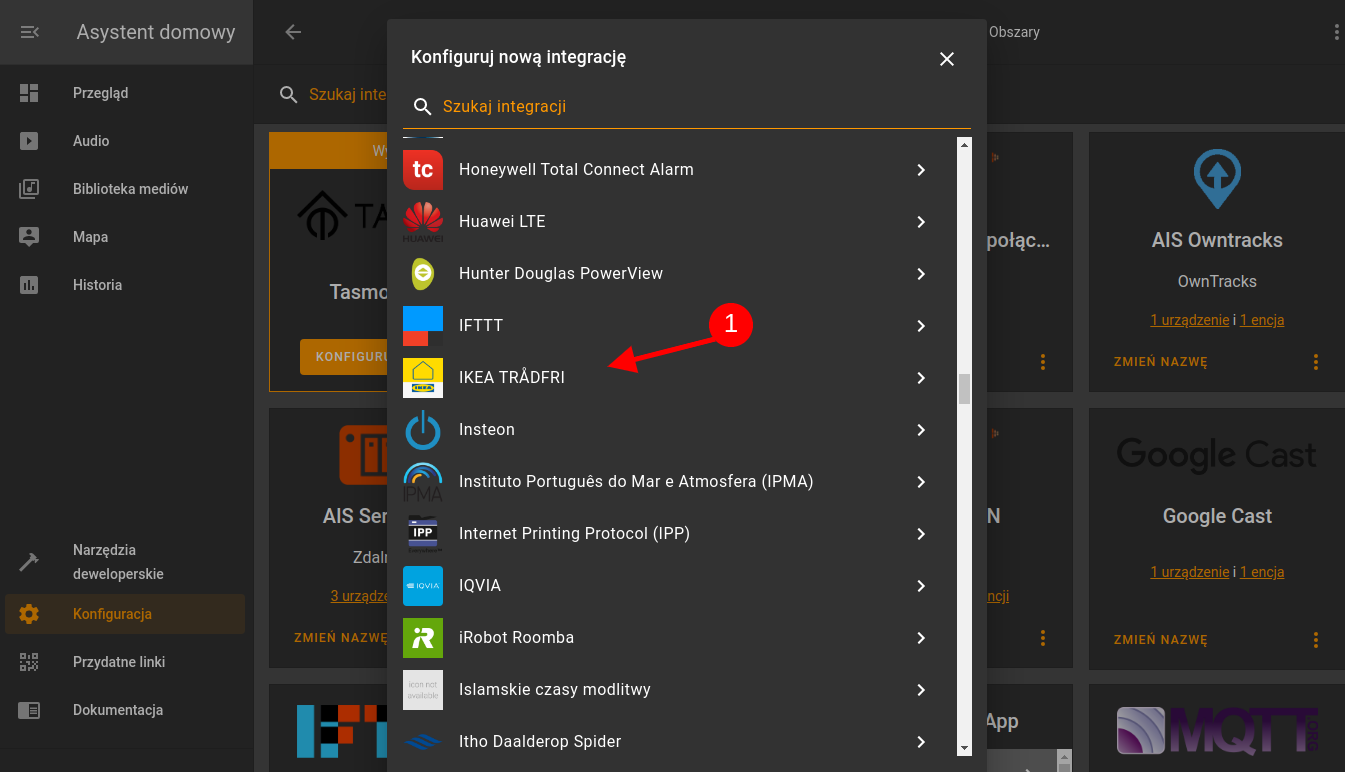 Asystent domowy
Przegląd
Audio
Biblioteka mediów
Mapa
Historia
Narzędzia
deweloperskie
Konfiguracja
Przydatne linki
Dokumentacja
Obszary
Szukaj inte
Konfiguruj nową integrację
Szukaj integracji
tc Honeywell Total Connect Alarm
HUAWEI Huawei LTE
Hunter Douglas PowerView
IFTTT
1
IKEA IKEA TRÅDFRI
Insteon
IPMA Instituto Português do Mar e Atmosfera (IPMA)
IPP Internet Printing Protocol (IPP)
IQVIA IQVIA
iRobot Roomba
icon not
available
Islamskie czasy modlitwy
Itho Daalderop Spider
Wy
TA
Tasmo
KONFIGURU
połąc...
AIS Owntracks
OwnTracks
1 urządzenie i 1 encja
ZMIEŃ NAZWĘ
AIS Ser
Zdal
3 urządze
ZMIEŃ NAZWĘ
N
ncji
Google Cast
Google Cast
1 urządzenie i 1 encja
ZMIEŃ NAZWĘ
IFT
App
MQTT
.ORG